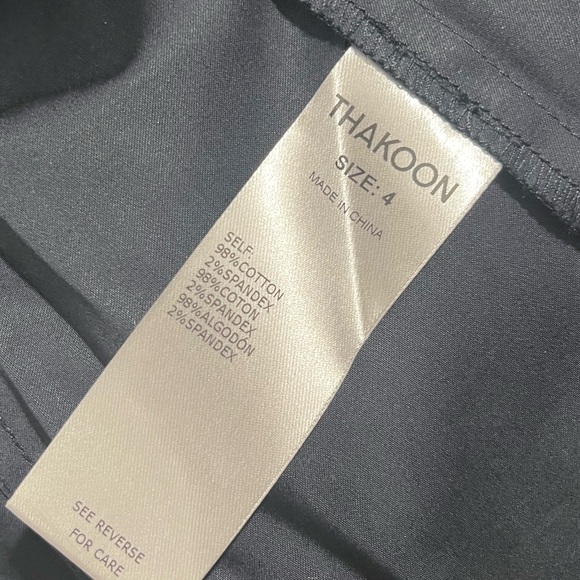 THAKOON
SIZE: 4
MADE IN CHINA
SELF:
98%COTTON
2%SPANDEX
98%COTON
2%SPANDEX
98%ALGODÓN
2%SPANDEX
SEE REVERSE
FOR CARE